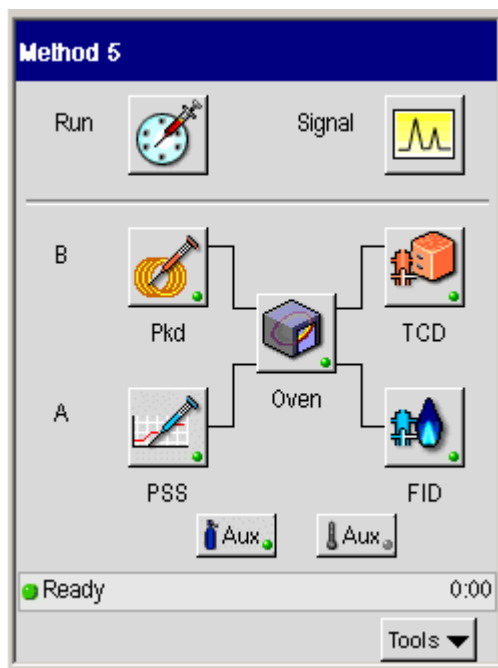 Method 5
Run Signal
B
Pkd TCD
Oven
A
PSS FID
Aux Aux
Ready 0:00
Tools